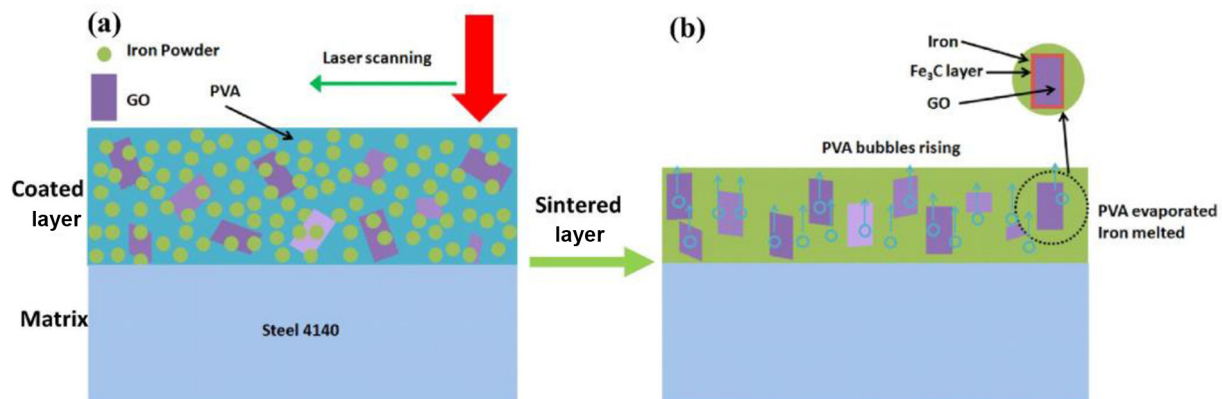 (a)
Iron Powder
GO
PVA
Laser scanning
Coated
layer
Matrix
Steel 4140
Sintered
layer
(b)
Iron
Fe₃C layer
GO
PVA bubbles rising
PVA evaporated
Iron melted